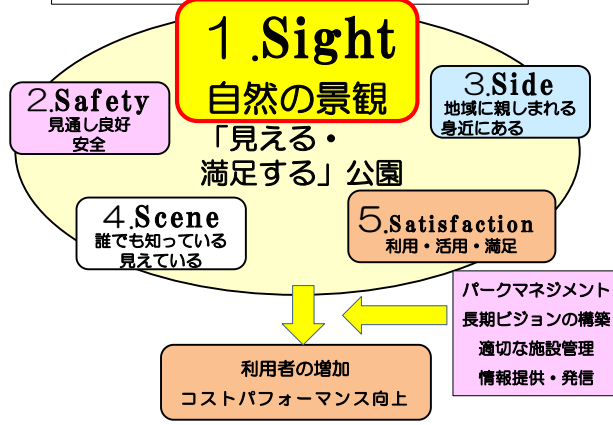 １.Sight
自然の景観
2.Safety
見通し良好
安全
3.Side
地域に親しまれる
身近にある
「見える・
満足する」公園
4.Scene
誰でも知っている
見えている
5.Satisfaction
利用・活用・満足
パークマネジメント
長期ビジョンの構築
適切な施設管理
情報提供・発信
利用者の増加
コストパフォーマンス向上